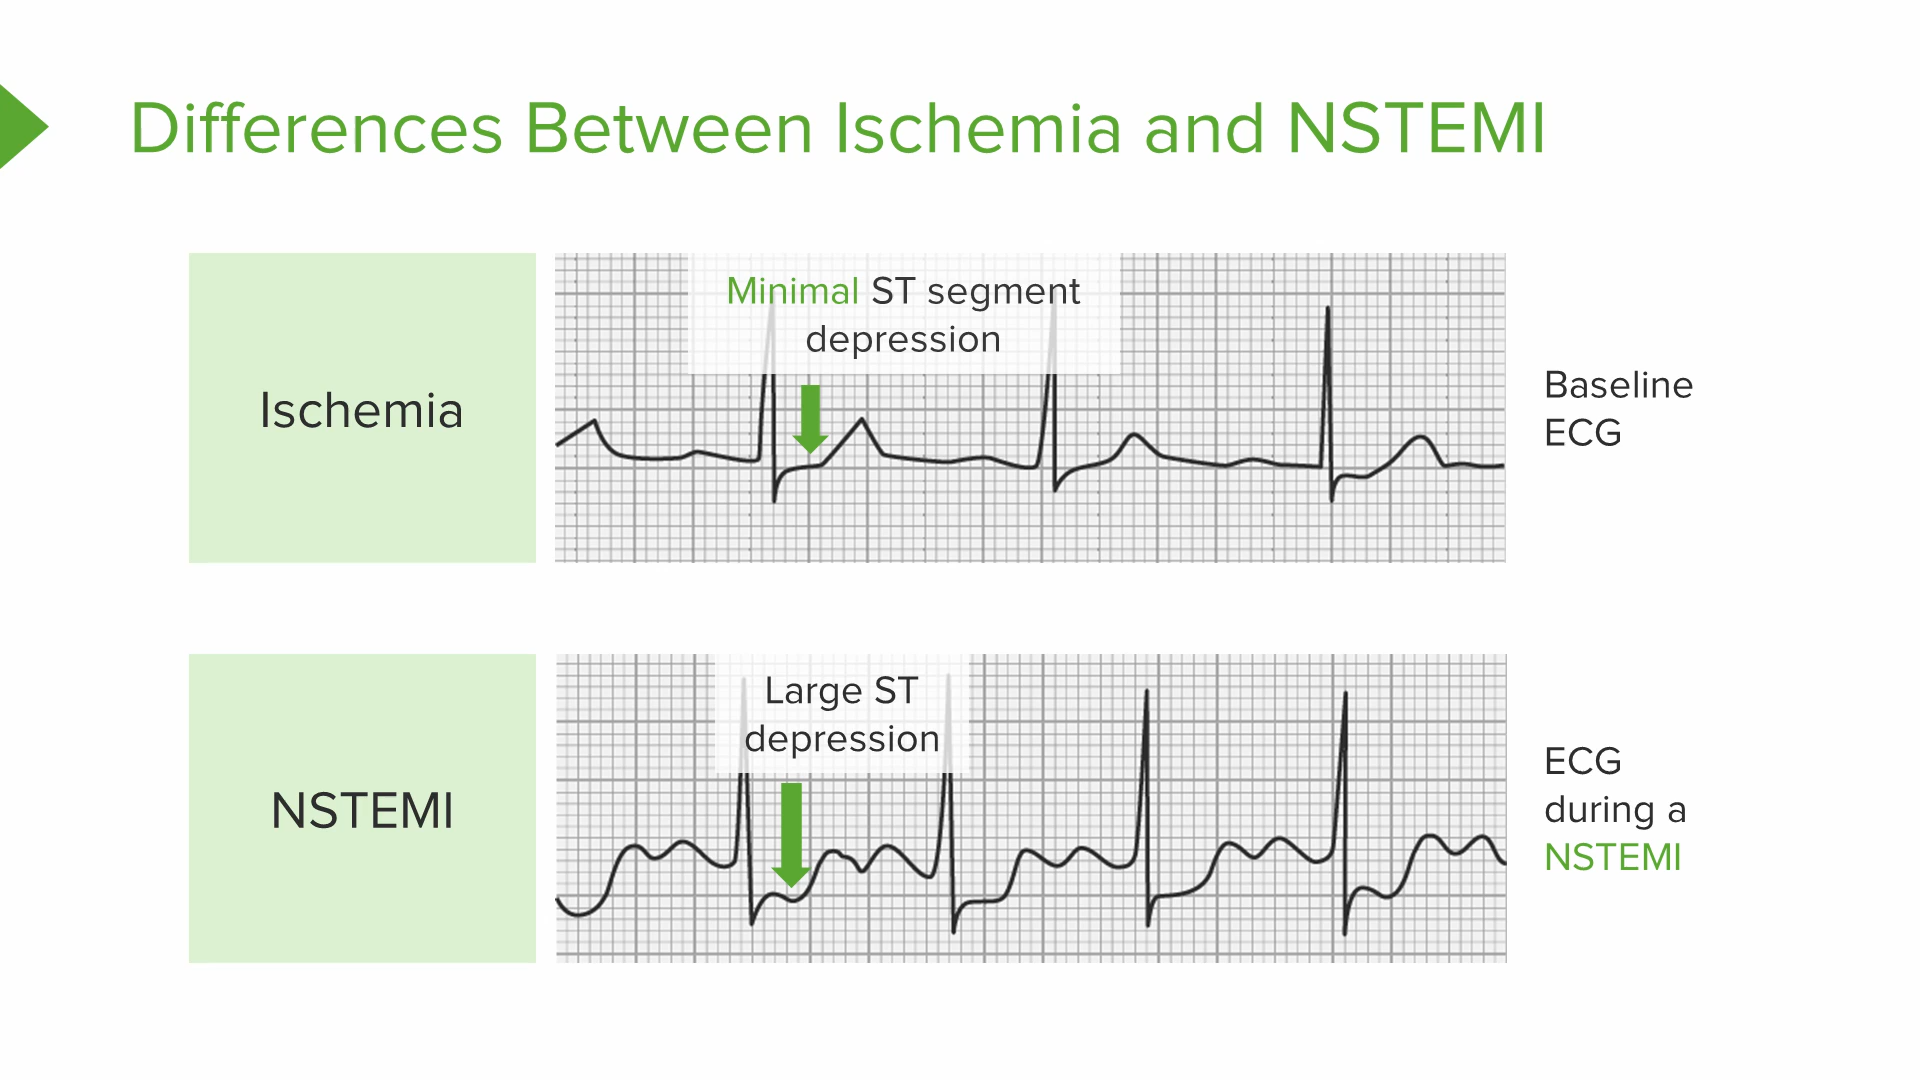 Differences Between Ischemia and NSTEMI
Ischemia
Minimal ST segment
depression
Baseline
ECG
NSTEMI
Large ST
depression
ECG
during a
NSTEMI